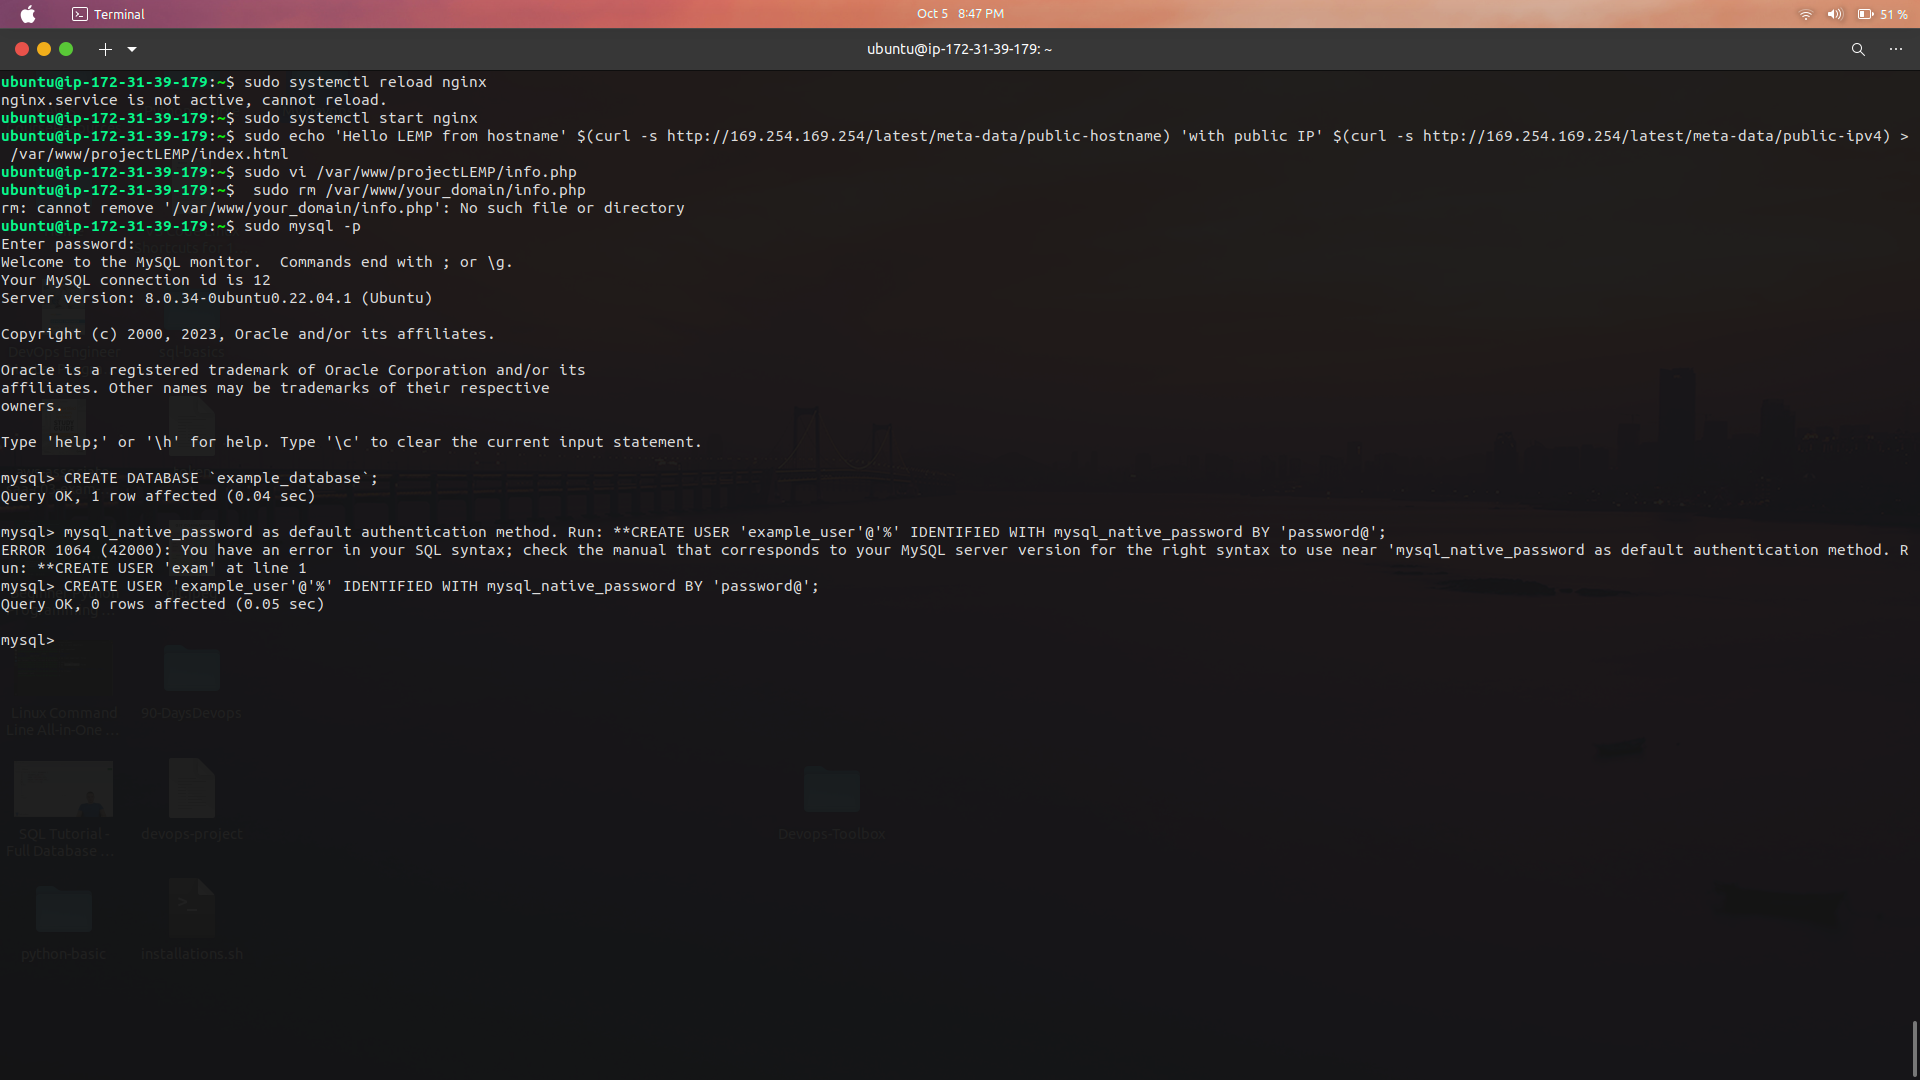 Terminal
Oct 5 8:47 PM
51 %
ubuntu@ip-172-31-39-179: ~
ubuntu@ip-172-31-39-179:~$ sudo systemctl reload nginx
nginx.service is not active, cannot reload.
ubuntu@ip-172-31-39-179:~$ sudo systemctl start nginx
ubuntu@ip-172-31-39-179:~$ sudo echo 'Hello LEMP from hostname' $(curl -s http://169.254.169.254/latest/meta-data/public-hostname) 'with public IP' $(curl -s http://169.254.169.254/latest/meta-data/public-ipv4) >
/var/www/projectLEMP/index.html
ubuntu@ip-172-31-39-179:~$ sudo vi /var/www/projectLEMP/info.php
ubuntu@ip-172-31-39-179:~$  sudo rm /var/www/your_domain/info.php
rm: cannot remove '/var/www/your_domain/info.php': No such file or directory
ubuntu@ip-172-31-39-179:~$ sudo mysql -p
Enter password:
Welcome to the MySQL monitor.  Commands end with ; or \g.
Your MySQL connection id is 12
Server version: 8.0.34-0ubuntu0.22.04.1 (Ubuntu)
Copyright (c) 2000, 2023, Oracle and/or its affiliates.
Oracle is a registered trademark of Oracle Corporation and/or its
affiliates. Other names may be trademarks of their respective
owners.
Type 'help;' or '\h' for help. Type '\c' to clear the current input statement.
mysql> CREATE DATABASE `example_database`;
Query OK, 1 row affected (0.04 sec)
mysql> mysql_native_password as default authentication method. Run: **CREATE USER 'example_user'@'%' IDENTIFIED WITH mysql_native_password BY 'password@';
ERROR 1064 (42000): You have an error in your SQL syntax; check the manual that corresponds to your MySQL server version for the right syntax to use near 'mysql_native_password as default authentication method. R
un: **CREATE USER 'exam' at line 1
mysql> CREATE USER 'example_user'@'%' IDENTIFIED WITH mysql_native_password BY 'password@';
Query OK, 0 rows affected (0.05 sec)
mysql>
DevOps Engineer
sql-basics
Linux Command
Line All-in-One ...
90-DaysDevops
SQL Tutorial -
Full Database ...
devops-project
Devops-Toolbox
python-basic
installations.sh